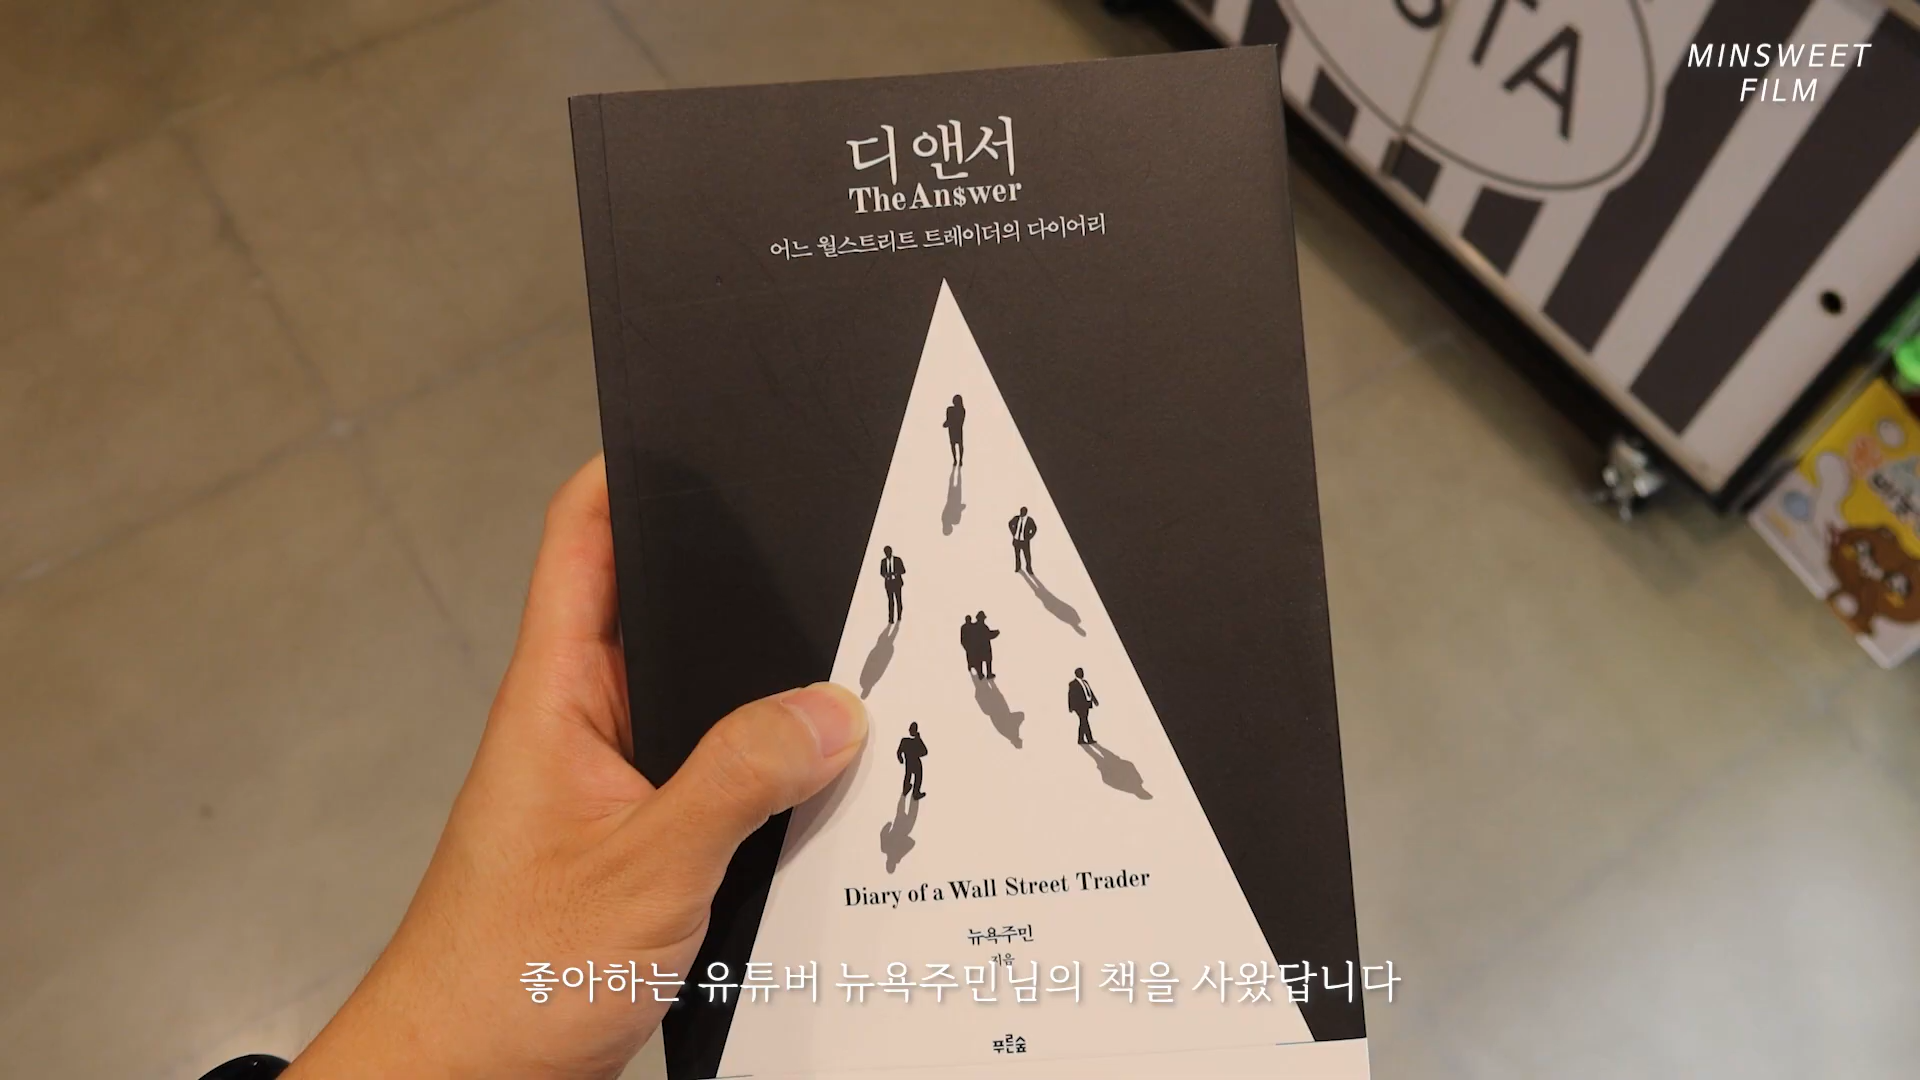 MINSWEET
FILM
STA
디 앤서
The An$wer
어느 월스트리트 트레이더의 다이어리
Diary of a Wall Street Trader
뉴욕주민
지음
좋아하는 유튜버 뉴욕주민님의 책을 사왔답니다
푸른숲